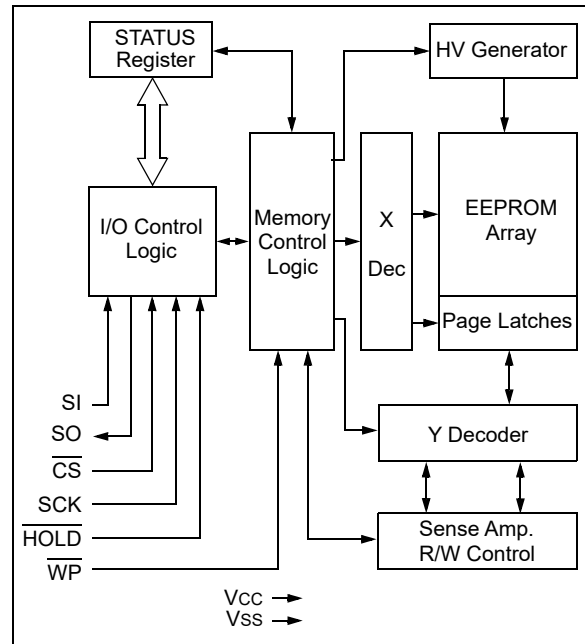 STATUS
Register
HV Generator
I/O Control
Logic
Memory
Control
Logic
X
Dec
EEPROM
Array
Page Latches
SI
SO
CS
SCK
HOLD
WP
Y Decoder
Sense Amp.
R/W Control
VCC
VSS